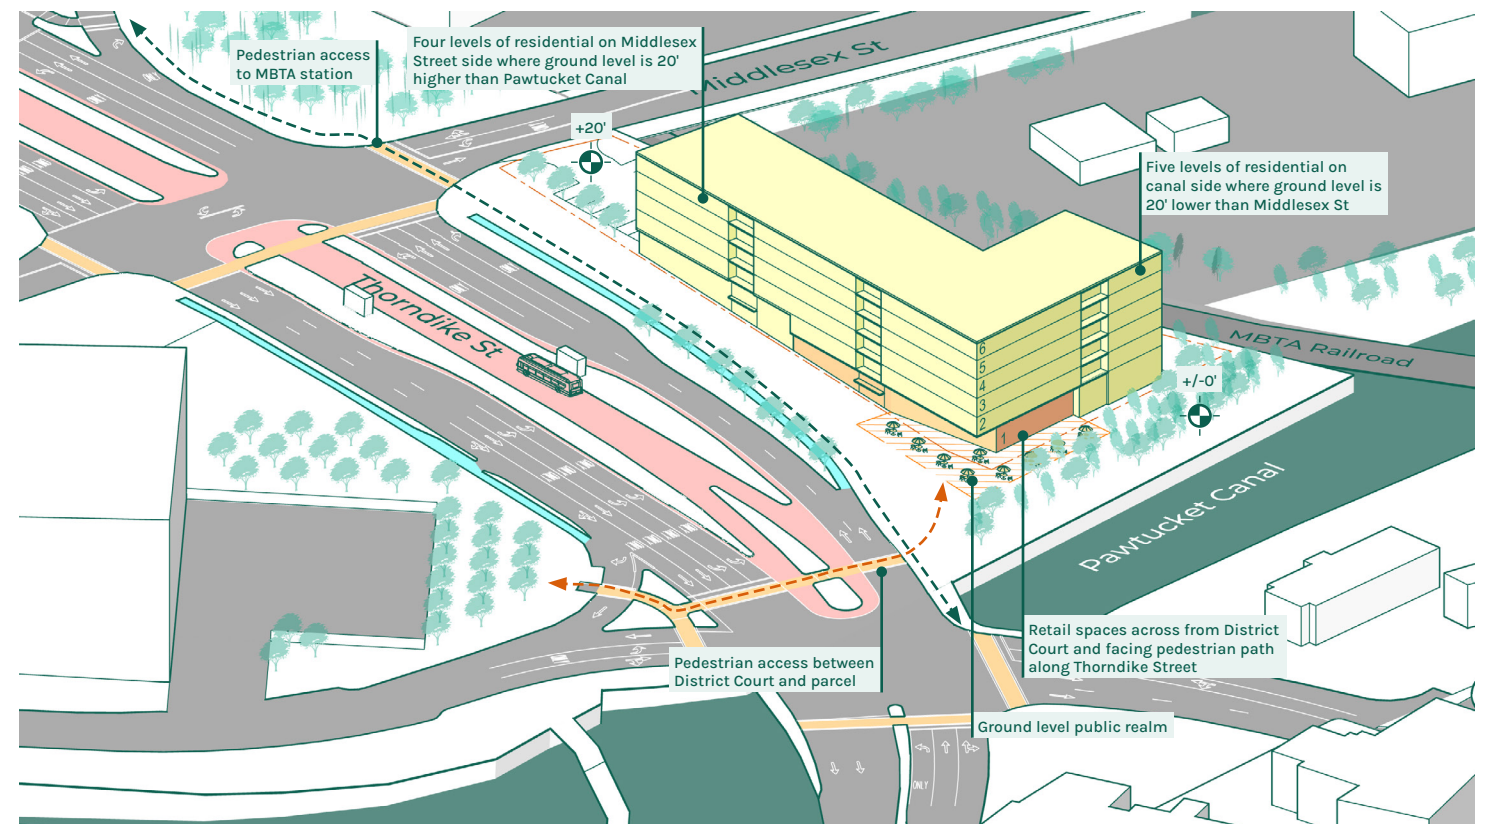 Pedestrian access
to MBTA station
Four levels of residential on Middlesex
Street side where ground level is 20'
higher than Pawtucket Canal
Middlesex St
ONLY
+20'
Five levels of residential on
canal side where ground level is
20' lower than Middlesex St
Thorndike St
MBTA Railroad
6
5
4
3
2
1
+/-0'
Pawtucket Canal
Retail spaces across from District
Court and facing pedestrian path
along Thorndike Street
Pedestrian access between
District Court and parcel
Ground level public realm
ONLY